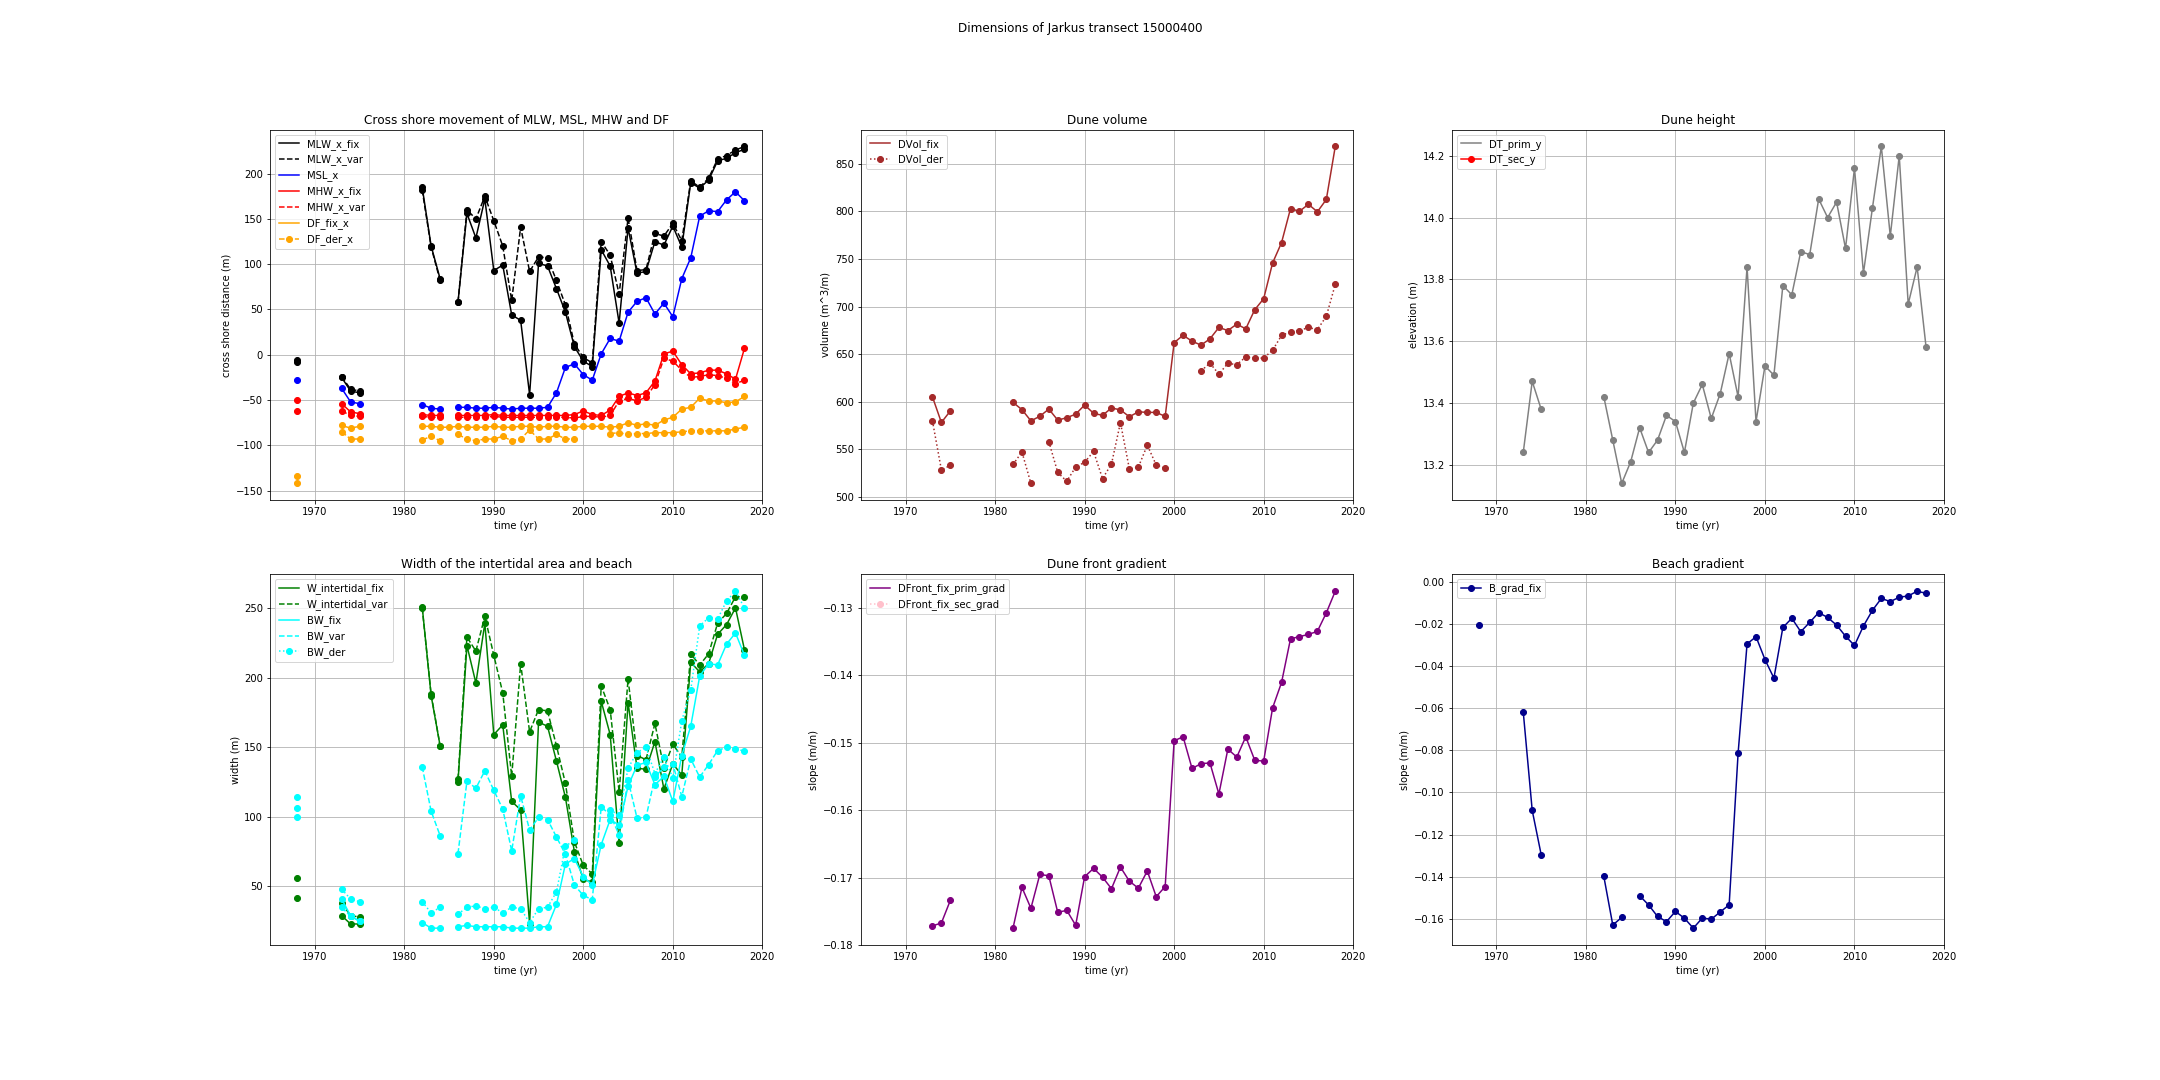 Dimensions of Jarkus transect 15000400
Cross shore movement of MLW, MSL, MHW and DF
MLW_x_fix
MLW_x_var
MSL_x
MHW_x_fix
MHW_x_var
DF_fix_x
DF_der_x
cross shore distance (m)
200
150
100
50
0
−50
−100
−150
1970
1980
1990
2000
2010
2020
time (yr)
Dune volume
DVol_fix
DVol_der
volume (m^3/m)
850
800
750
700
650
600
550
500
1970
1980
1990
2000
2010
2020
time (yr)
Dune height
DT_prim_y
DT_sec_y
elevation (m)
14.2
14.0
13.8
13.6
13.4
13.2
1970
1980
1990
2000
2010
2020
time (yr)
Width of the intertidal area and beach
W_intertidal_fix
W_intertidal_var
BW_fix
BW_var
BW_der
width (m)
250
200
150
100
50
1970
1980
1990
2000
2010
2020
time (yr)
Dune front gradient
DFront_fix_prim_grad
DFront_fix_sec_grad
slope (m/m)
−0.13
−0.14
−0.15
−0.16
−0.17
−0.18
1970
1980
1990
2000
2010
2020
time (yr)
Beach gradient
B_grad_fix
slope (m/m)
0.00
−0.02
−0.04
−0.06
−0.08
−0.10
−0.12
−0.14
−0.16
1970
1980
1990
2000
2010
2020
time (yr)